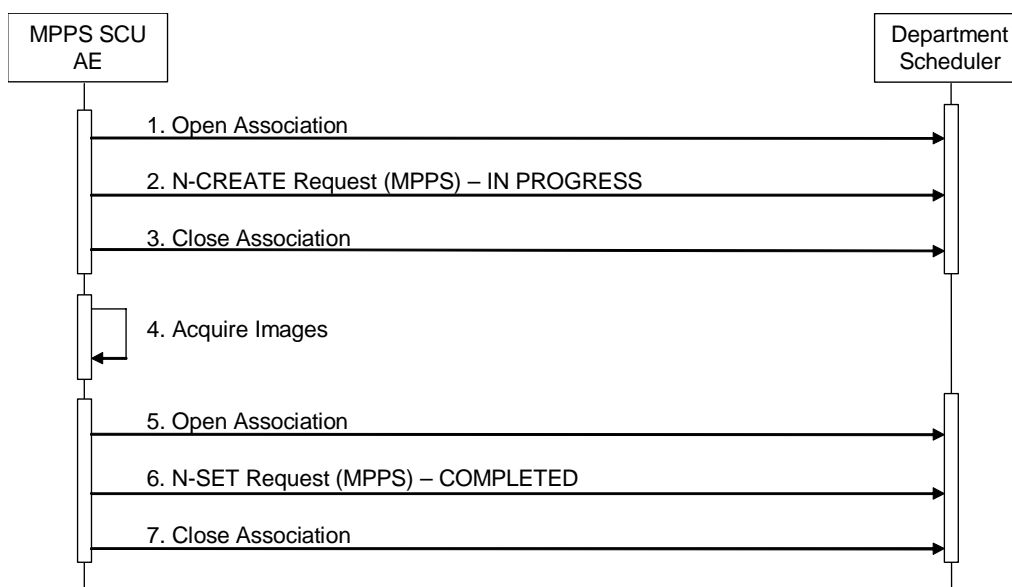 MPPS SCU
AE
Department
Scheduler
1. Open Association
2. N-CREATE Request (MPPS) – IN PROGRESS
3. Close Association
4. Acquire Images
5. Open Association
6. N-SET Request (MPPS) – COMPLETED
7. Close Association